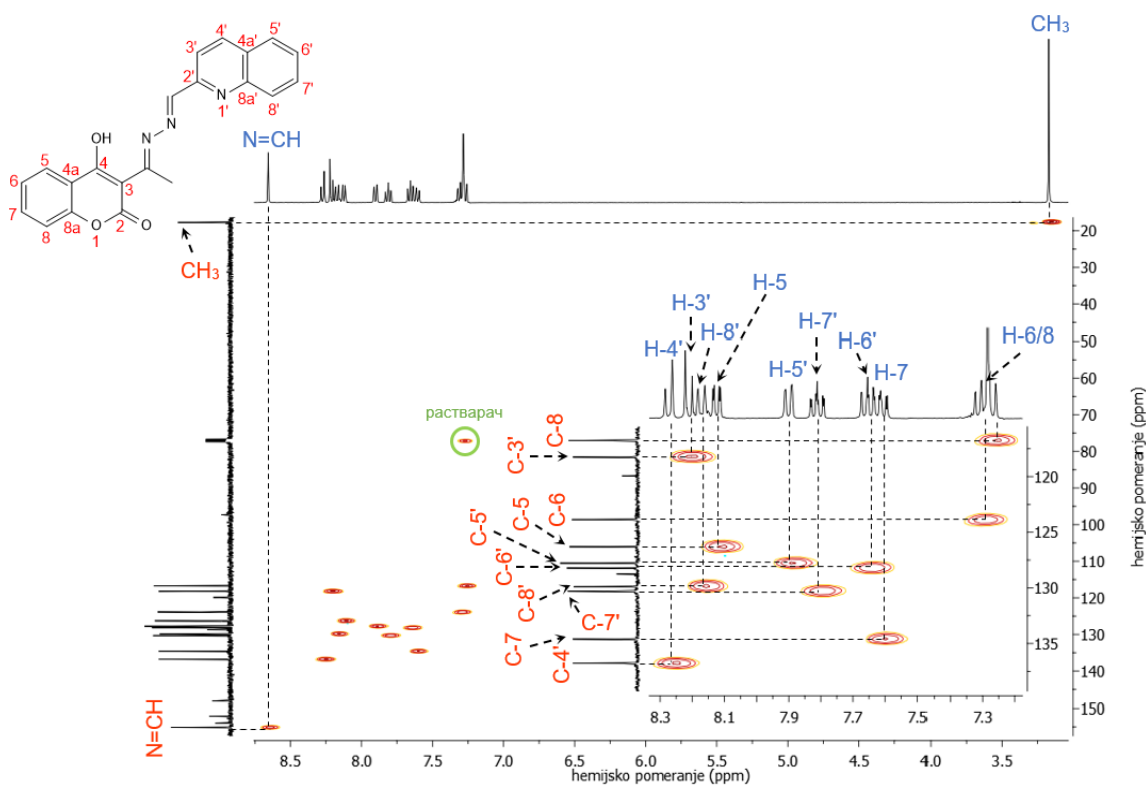 4'
5'
3'
4a'
6'
2'
7'
N
8a'
1'
8'
N
OH
N
5
4
4a
6
3
7
2
8a
O
O
8
1
N=CH
CH₃
CH₃
20
30
40
50
60
70
80
90
100
110
120
130
140
150
hemijsko pomeranje (ppm)
растварач
H-4'
H-3'
H-8'
H-5
H-5'
H-7'
H-6'
H-7
H-6/8
C-3'
C-8
C-5'
C-5
C-6
C-6'
C-8'
C-7'
C-7
C-4'
120
125
130
135
8.3
8.1
7.9
7.7
7.5
7.3
N=CH
8.5
8.0
7.5
7.0
6.5
6.0
5.5
5.0
4.5
4.0
3.5
hemijsko pomeranje (ppm)